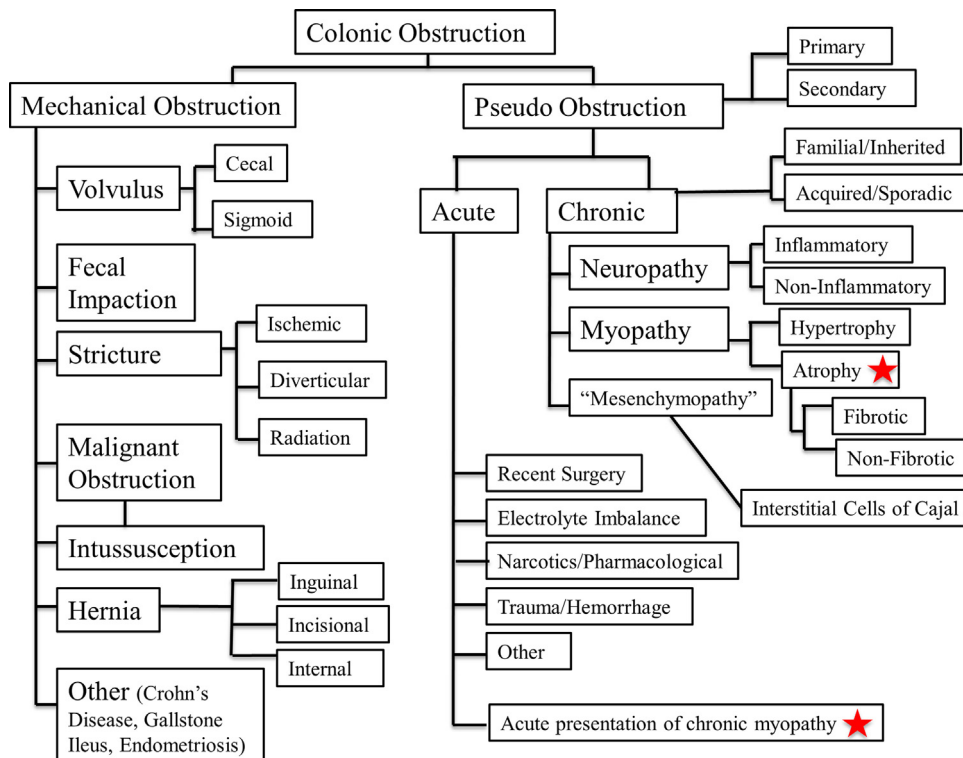 Colonic Obstruction
Mechanical Obstruction
Volvulus
Cecal
Sigmoid
Fecal
Impaction
Stricture
Ischemic
Diverticular
Radiation
Malignant
Obstruction
Intussusception
Hernia
Inguinal
Incisional
Internal
Other (Crohn's
Disease, Gallstone
Ileus, Endometriosis)
Pseudo Obstruction
Primary
Secondary
Acute
Chronic
Familial/Inherited
Acquired/Sporadic
Neuropathy
Inflammatory
Non-Inflammatory
Myopathy
Hypertrophy
Atrophy
Fibrotic
Non-Fibrotic
“Mesenchymopathy”
Interstitial Cells of Cajal
Recent Surgery
Electrolyte Imbalance
Narcotics/Pharmacological
Trauma/Hemorrhage
Other
Acute presentation of chronic myopathy